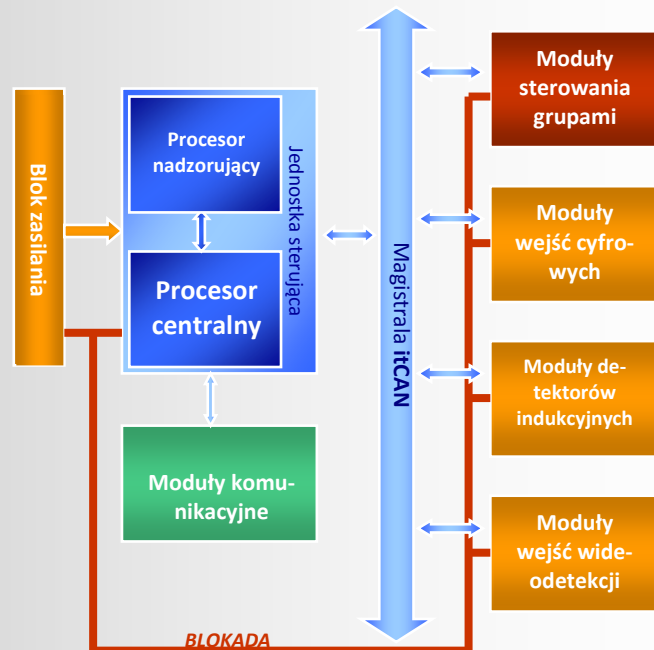 Blok zasilania
Procesor
nadzorujący
Jednostka sterująca
Procesor
centralny
Moduły komu-
nikacyjne
Magistrala itCAN
Moduły
sterowania
grupami
Moduły
wejść cyfro-
wych
Moduły de-
tektorów
indukcyjnych
Moduły
wejść wide-
odetekcji
BLOKADA